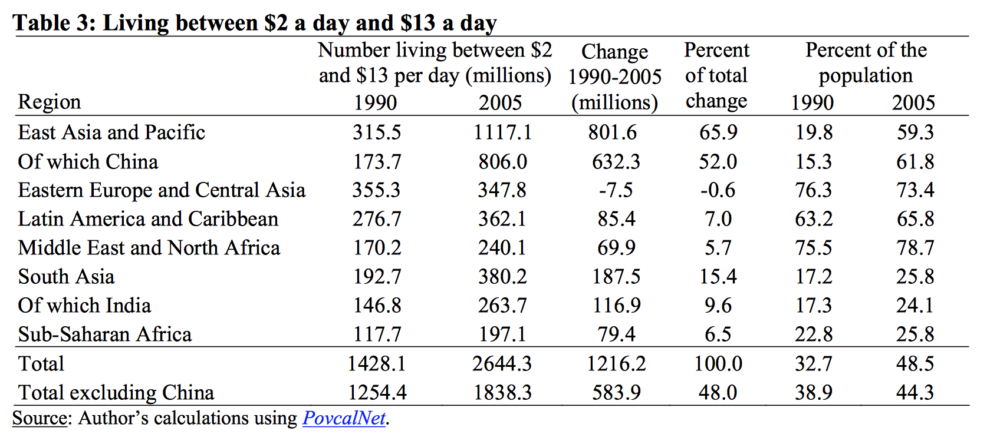 Table 3: Living between $2 a day and $13 a day
Number living between $2 Change Percent Percent of the
and $13 per day (millions) 1990-2005 of total population
Region 1990 2005 (millions) change 1990 2005
East Asia and Pacific 315.5 1117.1 801.6 65.9 19.8 59.3
Of which China 173.7 806.0 632.3 52.0 15.3 61.8
Eastern Europe and Central Asia 355.3 347.8 -7.5 -0.6 76.3 73.4
Latin America and Caribbean 276.7 362.1 85.4 7.0 63.2 65.8
Middle East and North Africa 170.2 240.1 69.9 5.7 75.5 78.7
South Asia 192.7 380.2 187.5 15.4 17.2 25.8
Of which India 146.8 263.7 116.9 9.6 17.3 24.1
Sub-Saharan Africa 117.7 197.1 79.4 6.5 22.8 25.8
Total 1428.1 2644.3 1216.2 100.0 32.7 48.5
Total excluding China 1254.4 1838.3 583.9 48.0 38.9 44.3
Source: Author’s calculations using PovcalNet.